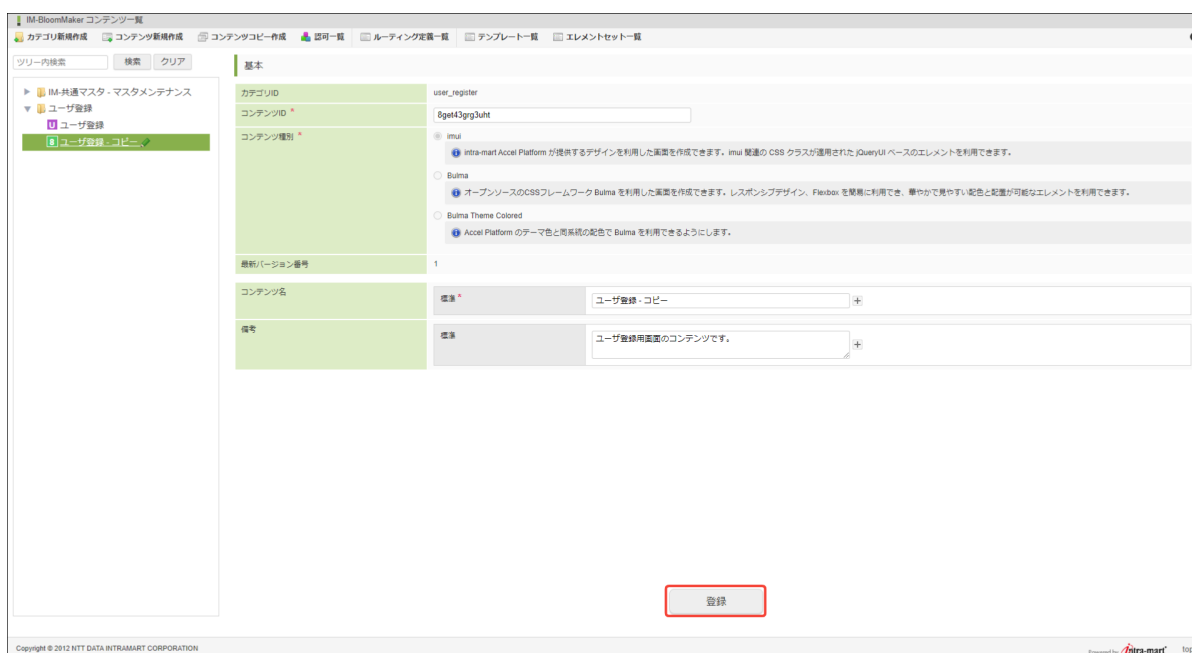 IM-BloomMaker コンテンツ一覧
カテゴリ新規作成 コンテンツ新規作成 コンテンツコピー作成 認可一覧 ルーティング定義一覧 テンプレート一覧 エレメントセット一覧
ツリー内検索 検索 クリア
IM-共通マスタ - マスタメンテナンス
ユーザ登録
U ユーザ登録
8 ユーザ登録 - コピー
基本
カテゴリID user_register
コンテンツID * 8get43grg3uht
コンテンツ種別 * imui
intra-mart Accel Platform が提供するデザインを利用した画面を作成できます。imui 関連の CSS クラスが適用された jQueryUI ベースのエレメントを利用できます。
Bulma
オープンソースのCSSフレームワーク Bulma を利用した画面を作成できます。レスポンシブデザイン、Flexbox を簡易に利用でき、華やかで見やすい配色と配置が可能なエレメントを利用できます。
Bulma Theme Colored
Accel Platform のテーマ色と同系統の配色で Bulma を利用できるようにします。
最新バージョン番号 1
コンテンツ名 標準 * ユーザ登録 - コピー
備考 標準 ユーザ登録用画面のコンテンツです。
登録
Copyright © 2012 NTT DATA INTRAMART CORPORATION
Powered by intra-mart top